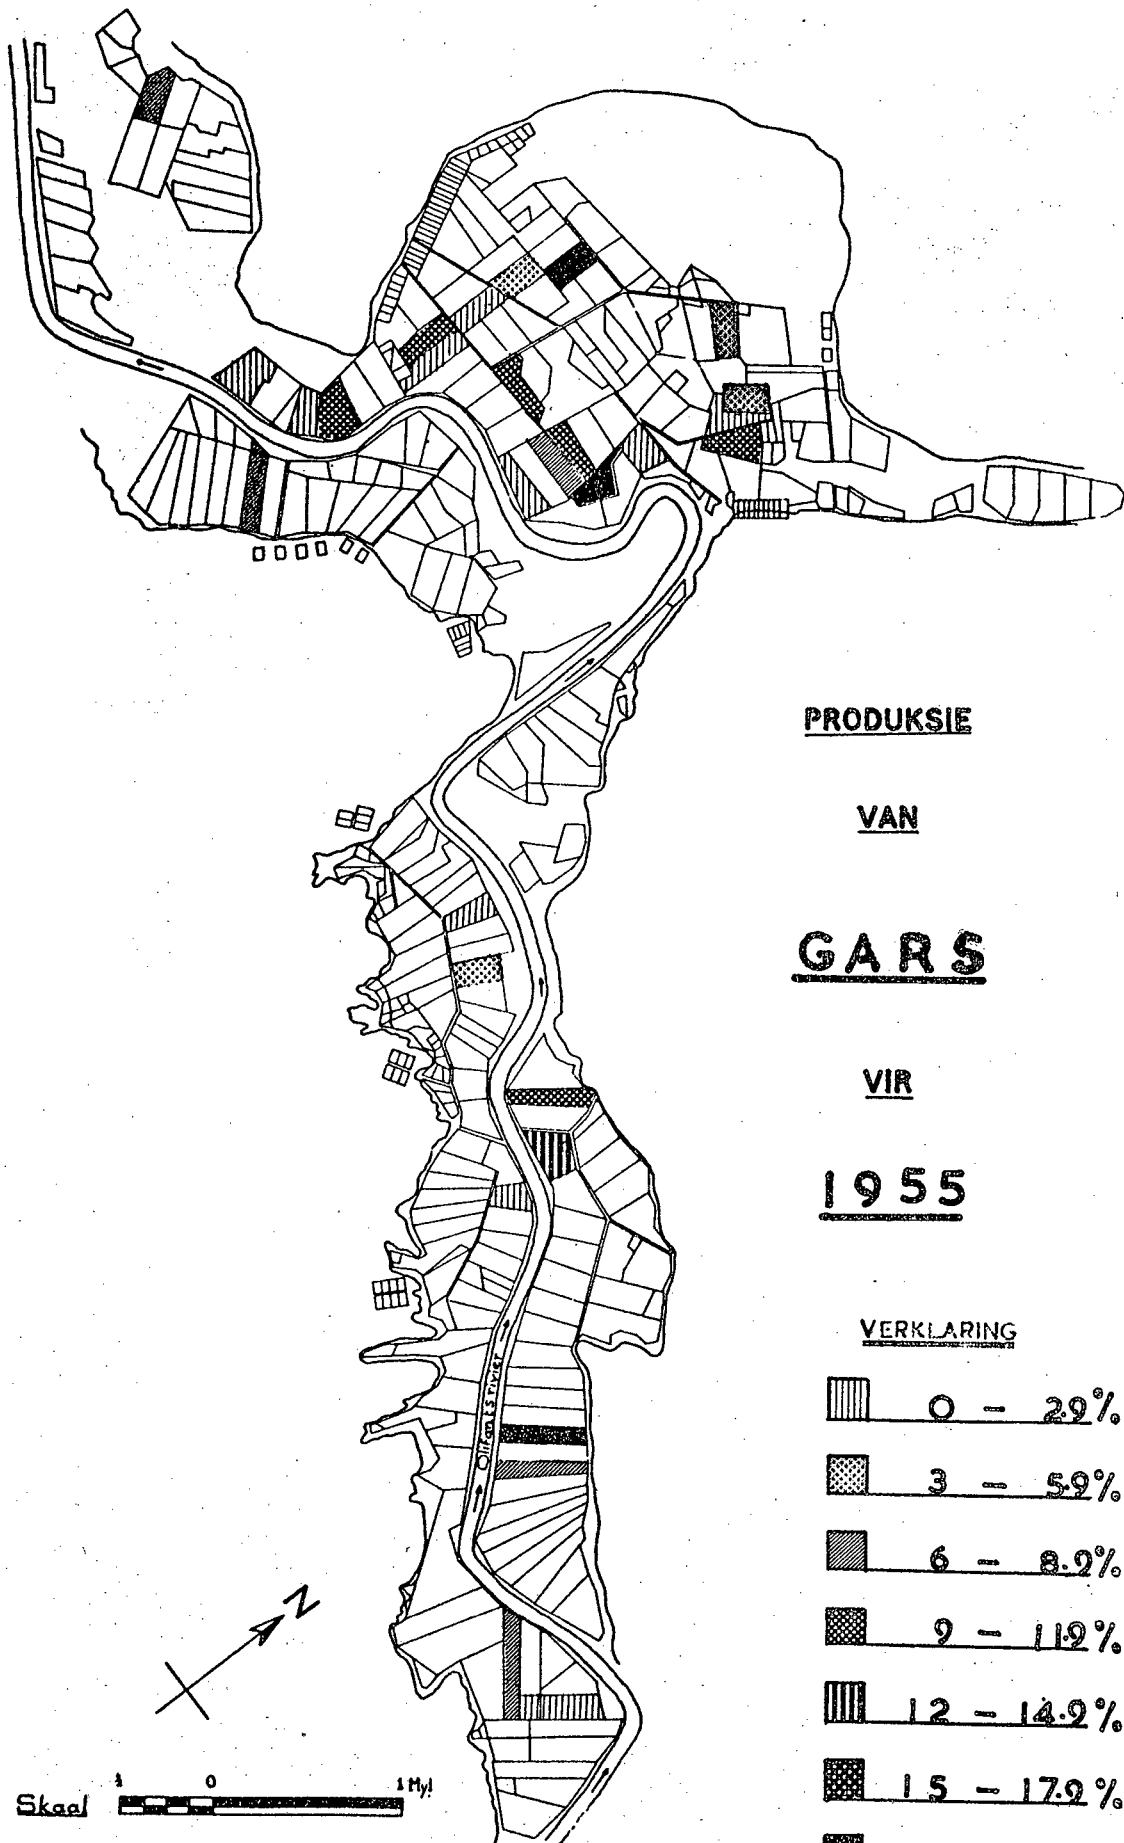 PRODUKSIE
VAN
GARS
VIR
1955
VERKLARING
0 - 2.9%
3 - 5.9%
6 - 8.9%
9 - 11.9%
12 - 14.9%
15 - 17.9%
Olifantsrivier
N
1 0 1 Myl
Skaal